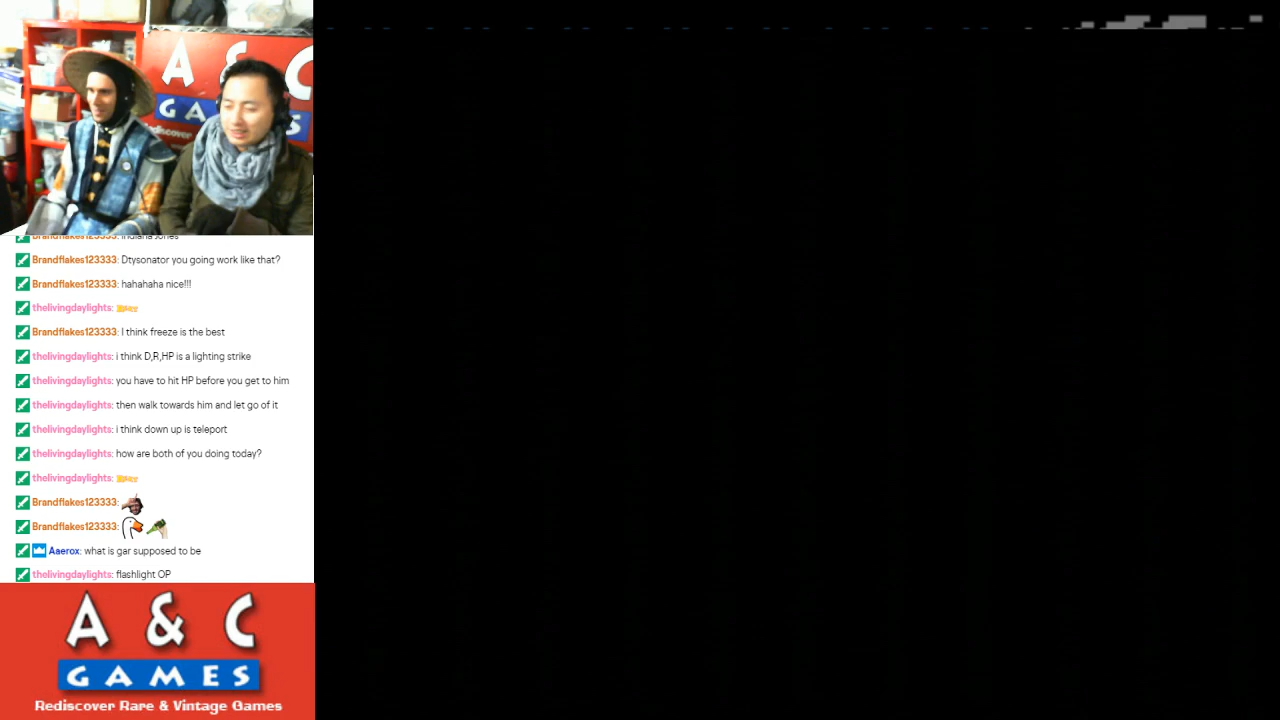 A & C
GAMES
Rediscover
Brandflakes123333: Indiana Jones
Brandflakes123333: Dtysonator you going work like that?
Brandflakes123333: hahahaha nice!!!
thelivingdaylights:
Brandflakes123333: I think freeze is the best
thelivingdaylights: i think D,R,HP is a lighting strike
thelivingdaylights: you have to hit HP before you get to him
thelivingdaylights: then walk towards him and let go of it
thelivingdaylights: i think down up is teleport
thelivingdaylights: how are both of you doing today?
thelivingdaylights:
Brandflakes123333:
Brandflakes123333:
Aaerox: what is gar supposed to be
thelivingdaylights: flashlight OP
A & C
GAMES
Rediscover Rare & Vintage Games